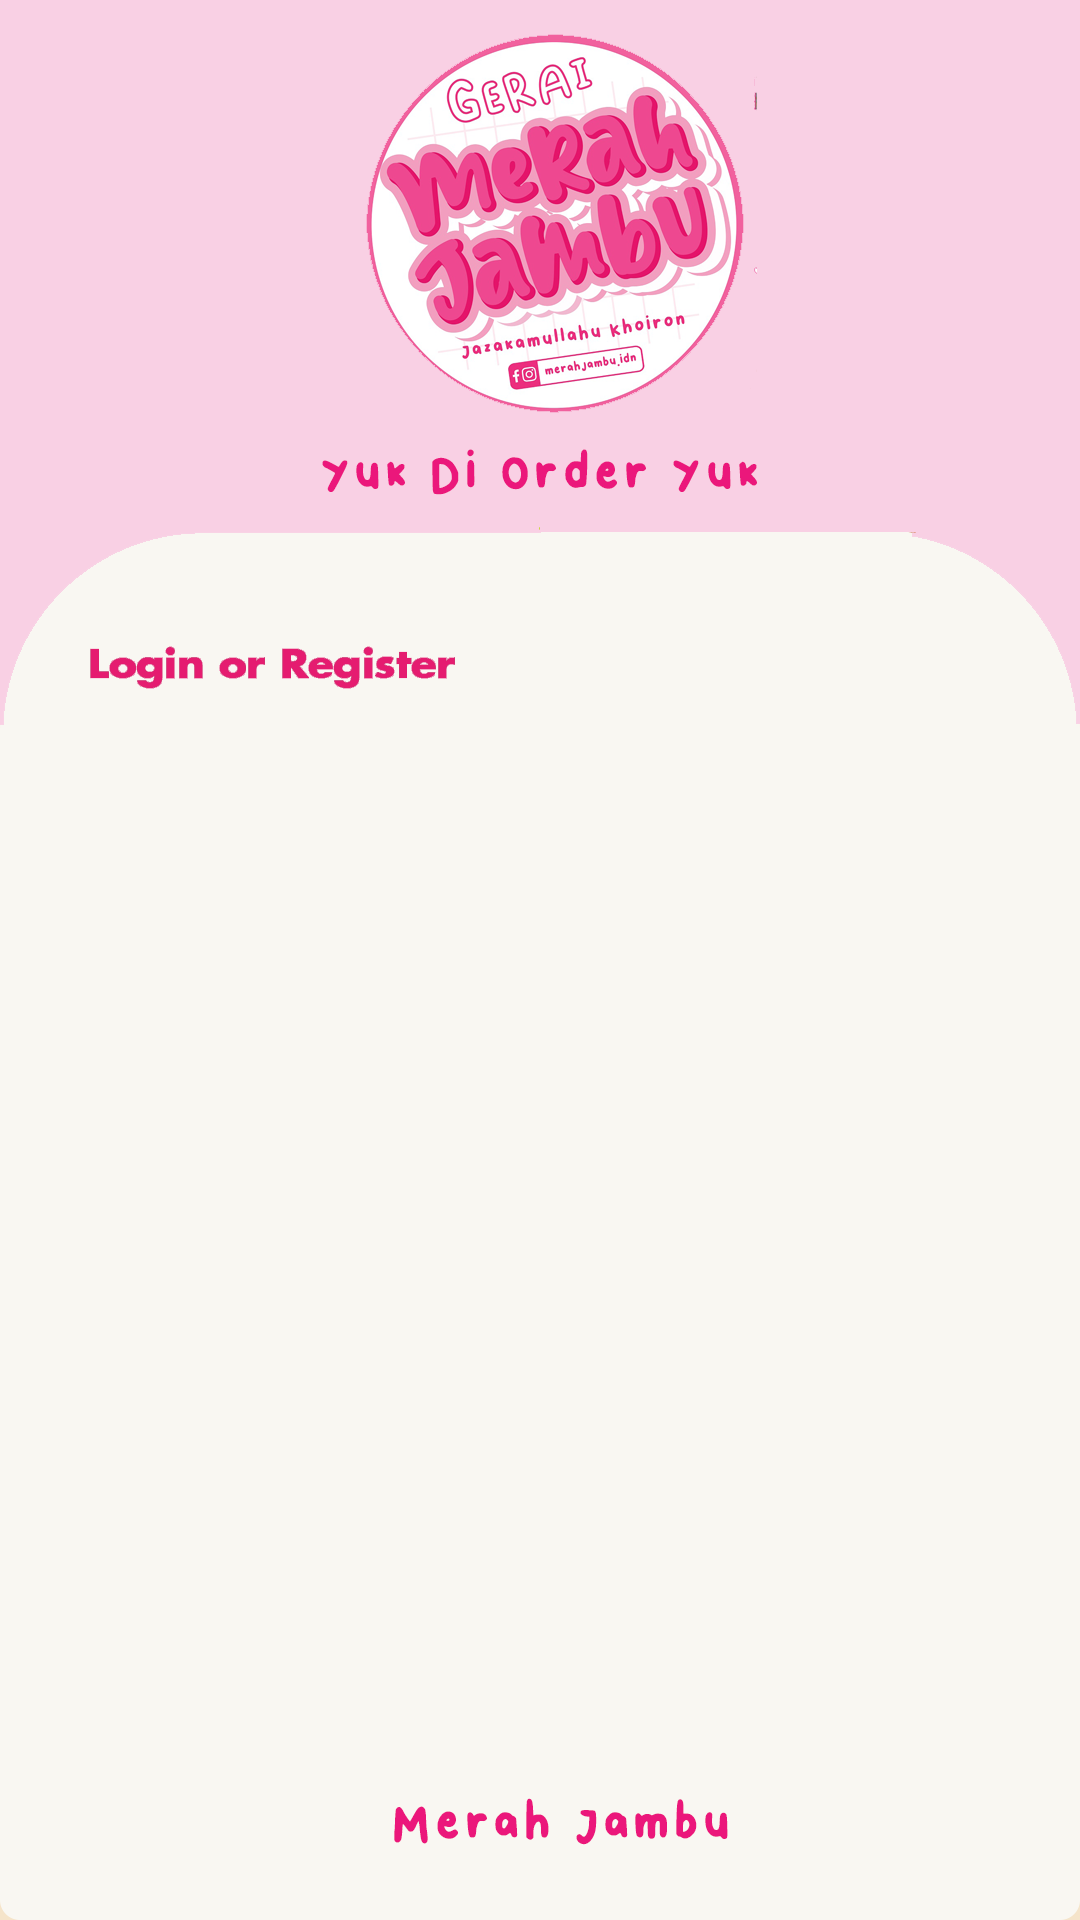 GERAI
merah
Jambu
Jazakamullahu Khoiron
merahjambu.idn
Yuk Di Order Yuk
Login or Register
Merah Jambu